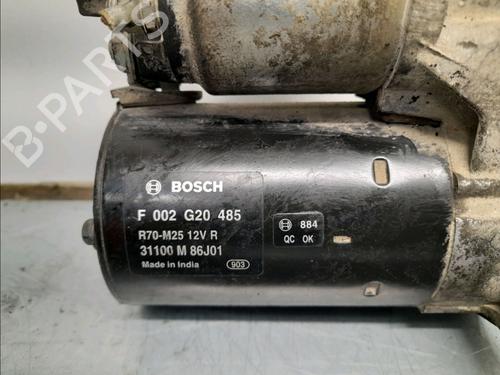 BOSCH
F 002 G20 485
R70-M25 12V R
31100 M 86J01
Made in India
903
884
QC OK
B-Parts